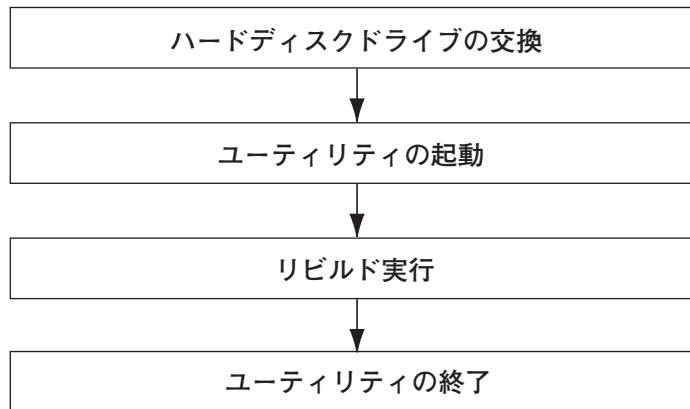 ハードディスクドライブの交換
ユーティリティの起動
リビルド実行
ユーティリティの終了